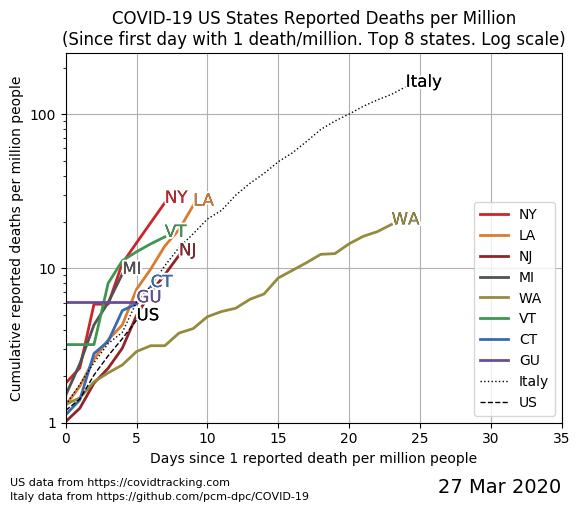 COVID-19 US States Reported Deaths per Million
(Since first day with 1 death/million. Top 8 states. Log scale)
Cumulative reported deaths per million people
100
10
1
Italy
NY
LA
WA
VT
NJ
MI
CT
GU
US
NY
LA
NJ
MI
WA
VT
CT
GU
Italy
US
0 5 10 15 20 25 30 35
Days since 1 reported death per million people
US data from https://covidtracking.com
Italy data from https://github.com/pcm-dpc/COVID-19
27 Mar 2020